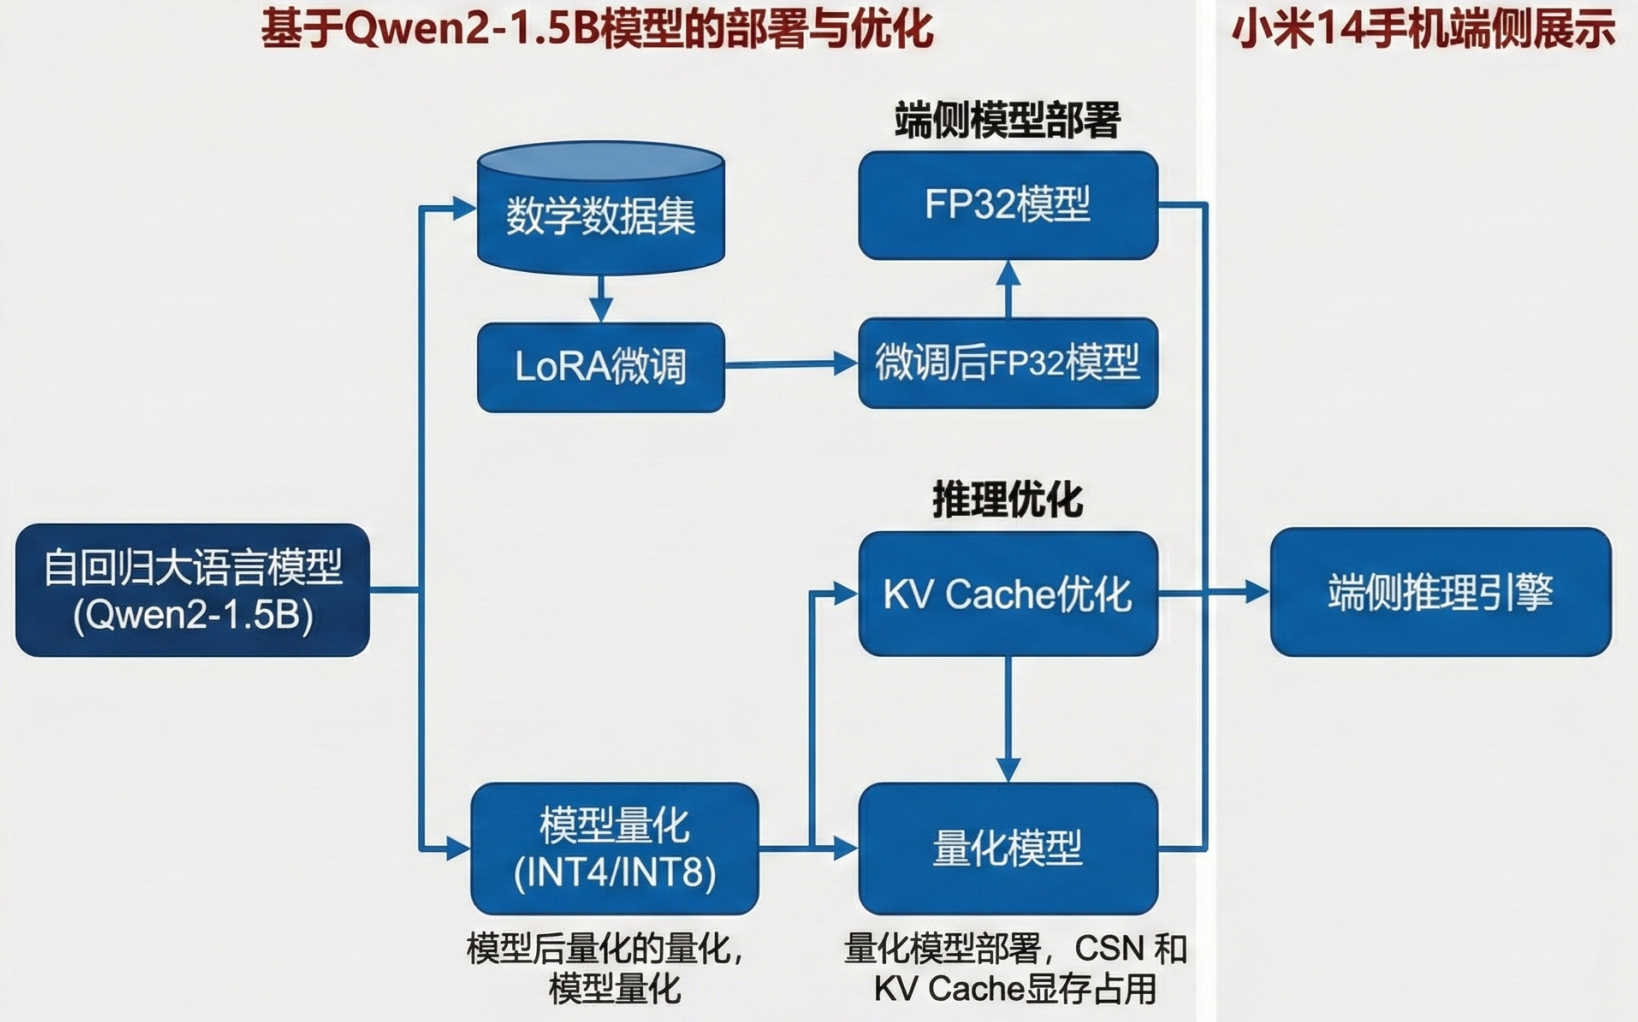 基于Qwen2-1.5B模型的部署与优化
小米14手机端侧展示
端侧模型部署
数学数据集
FP32模型
LoRA微调
微调后FP32模型
推理优化
自回归大语言模型
(Qwen2-1.5B)
KV Cache优化
端侧推理引擎
模型量化
(INT4/INT8)
量化模型
模型后量化的量化，
模型量化
量化模型部署，CSN 和
KV Cache显存占用